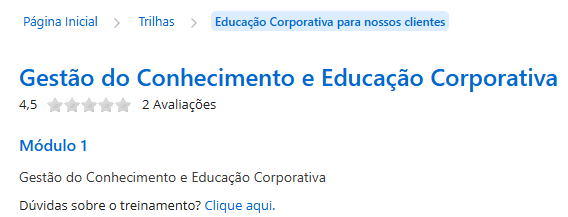 Página Inicial > Trilhas > Educação Corporativa para nossos clientes
Gestão do Conhecimento e Educação Corporativa
4,5 2 Avaliações
Módulo 1
Gestão do Conhecimento e Educação Corporativa
Dúvidas sobre o treinamento? Clique aqui.